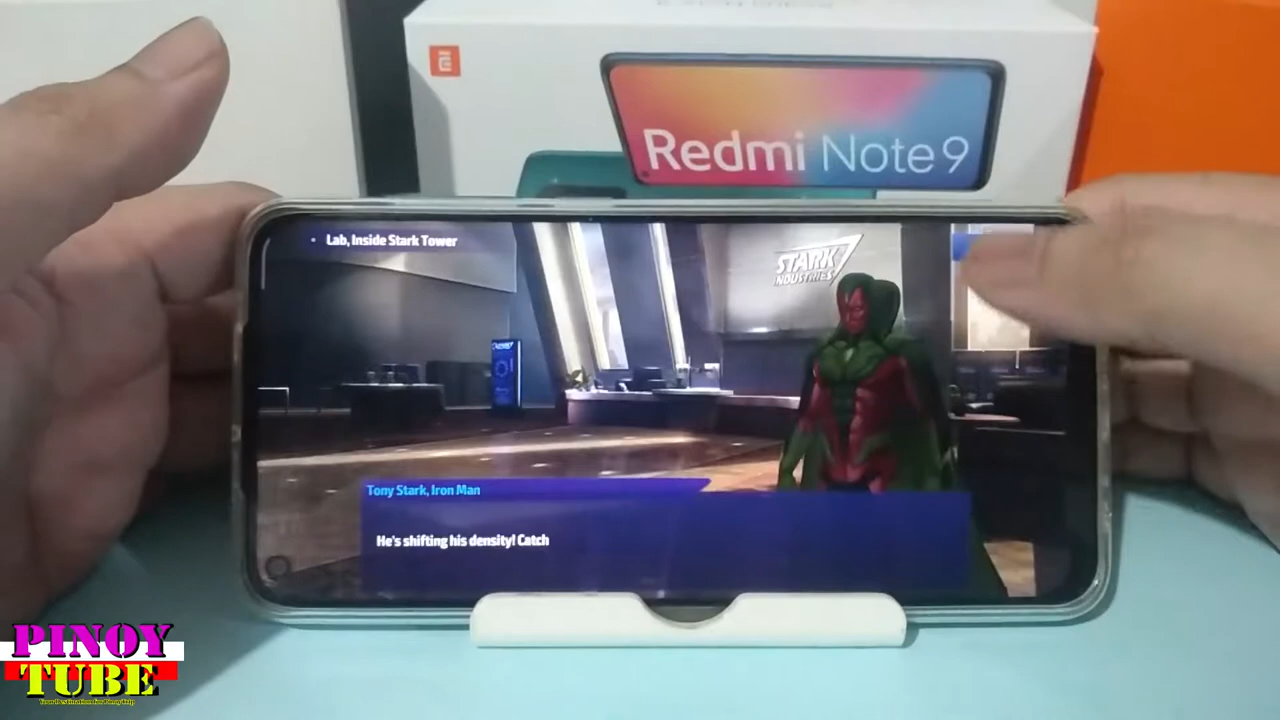 Redmi Note 9
Lab, Inside Stark Tower
STARK
INDUSTRIES
Tony Stark, Iron Man
He's shifting his density! Catch
PINOY
TUBE